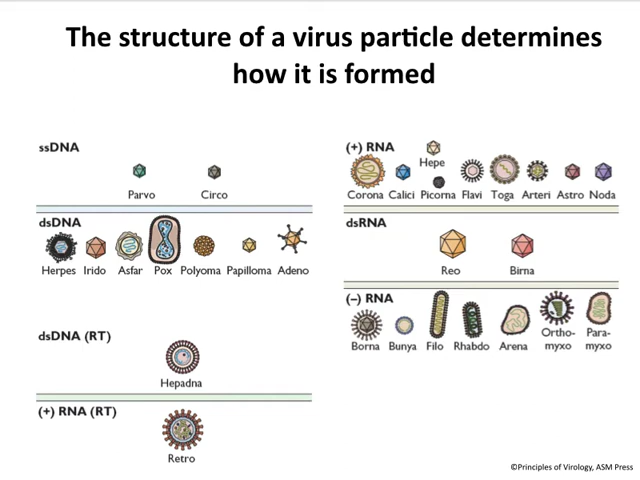 The structure of a virus particle determines
how it is formed
ssDNA
Parvo Circo
dsDNA
Herpes Irido Asfar Pox Polyoma Papilloma Adeno
dsDNA (RT)
Hepadna
(+) RNA (RT)
Retro
(+) RNA
Hepe
Corona Calici Picorna Flavi Toga Arteri Astro Noda
dsRNA
Reo Birna
(–) RNA
Borna Bunya Filo Rhabdo Arena Ortho- Para-
myxo myxo
©Principles of Virology, ASM Press